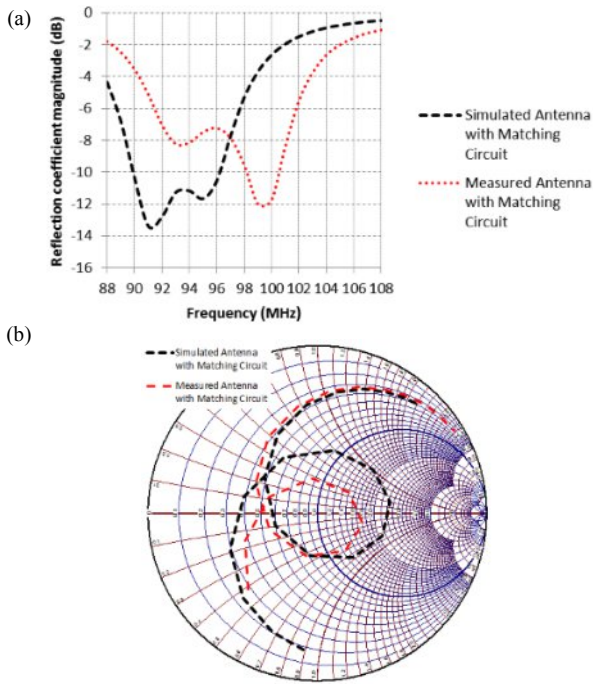 (a)
0
-2
-4
-6
-8
-10
-12
-14
-16
Reflection coefficient magnitude (dB)
88 90 92 94 96 98 100 102 104 106 108
Frequency (MHz)
Simulated Antenna
with Matching
Circuit
Measured Antenna
with Matching
Circuit
(b)
Simulated Antenna
with Matching Circuit
Measured Antenna
with Matching Circuit